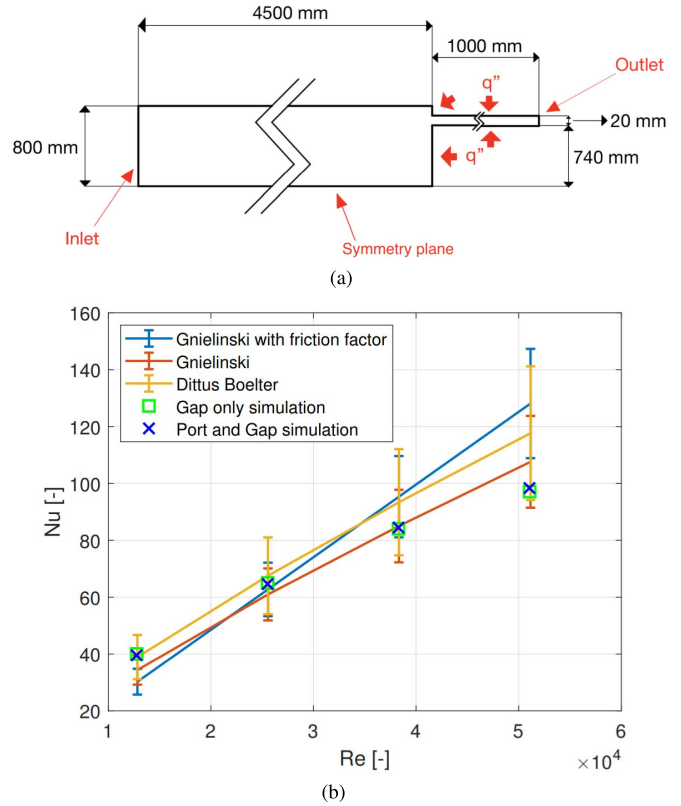 4500 mm
1000 mm
q”
Outlet
800 mm
20 mm
740 mm
q”
Inlet
Symmetry plane
(a)
160
140
120
100
80
60
40
20
Nu [-]
Gnielinski with friction factor
Gnielinski
Dittus Boelter
Gap only simulation
Port and Gap simulation
1 2 3 4 5 6
Re [-]
×10⁴
(b)